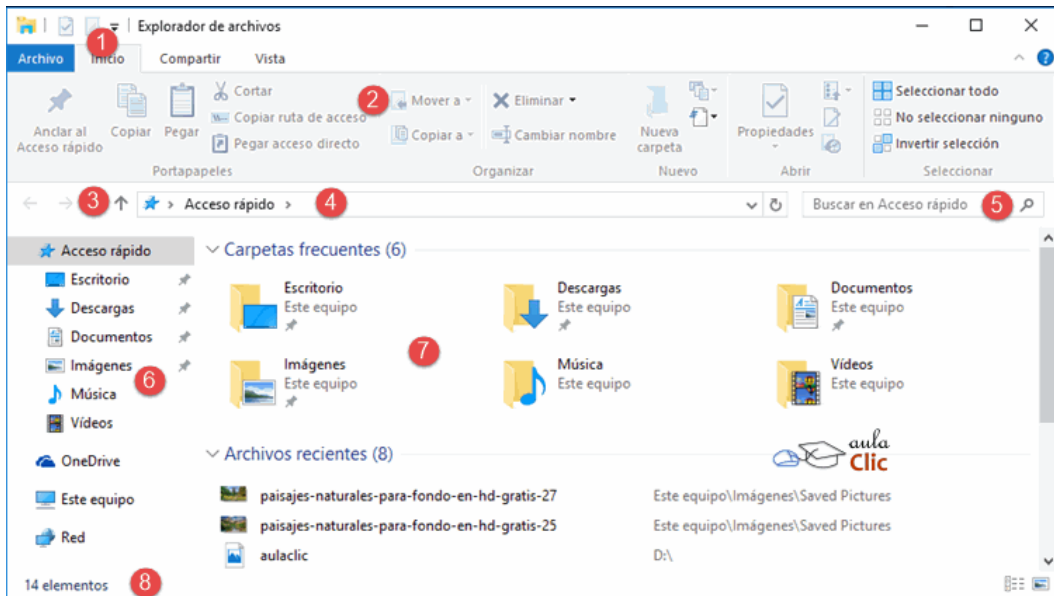 Explorador de archivos
1
Archivo Inicio Compartir Vista
Anclar al Acceso rápido
Copiar
Pegar
Cortar
Copiar ruta de acceso
Pegar acceso directo
Portapapeles
2
Mover a
Copiar a
Eliminar
Cambiar nombre
Organizar
Nueva carpeta
Nuevo
Propiedades
Abrir
Seleccionar todo
No seleccionar ninguno
Invertir selección
Seleccionar
3
Acceso rápido
4
Buscar en Acceso rápido
5
Acceso rápido
Escritorio
Descargas
Documentos
Imágenes
6
Música
Vídeos
OneDrive
Este equipo
Red
Carpetas frecuentes (6)
Escritorio
Este equipo
Descargas
Este equipo
Documentos
Este equipo
Imágenes
Este equipo
7
Música
Este equipo
Vídeos
Este equipo
aula
Clic
Archivos recientes (8)
paisajes-naturales-para-fondo-en-hd-gratis-27 Este equipo\Imágenes\Saved Pictures
paisajes-naturales-para-fondo-en-hd-gratis-25 Este equipo\Imágenes\Saved Pictures
aulaclic D:\
14 elementos
8